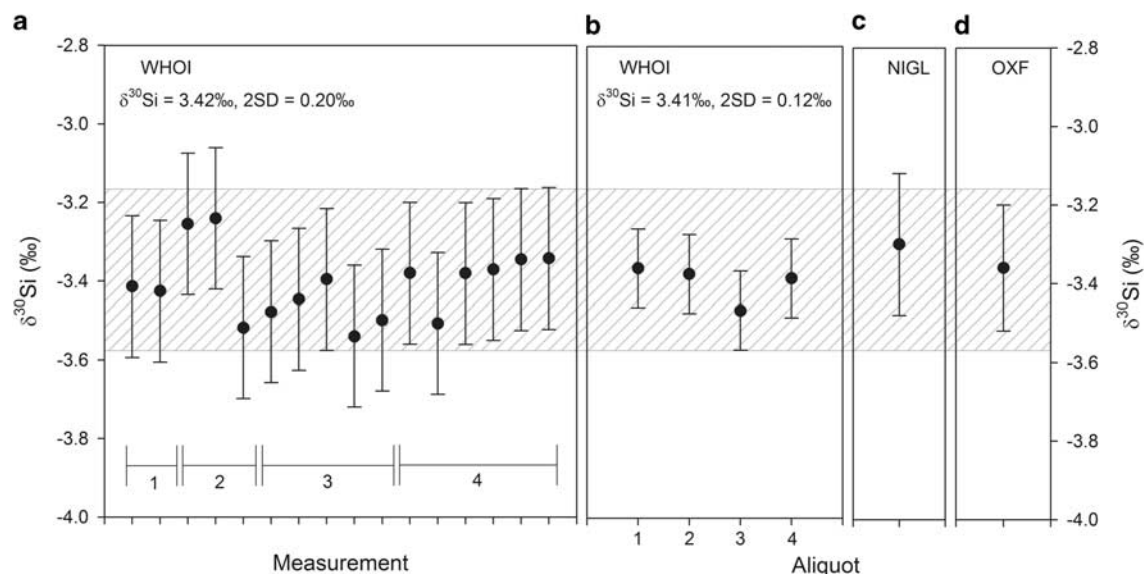 a
b
c
d
-2.8
-3.0
-3.2
-3.4
-3.6
-3.8
-4.0
δ30Si (‰)
WHOI
δ³⁰Si = 3.42‰, 2SD = 0.20‰
1
2
3
4
Measurement
WHOI
δ³⁰Si = 3.41‰, 2SD = 0.12‰
1
2
3
4
Aliquot
NIGL
OXF
-2.8
-3.0
-3.2
-3.4
-3.6
-3.8
-4.0
δ³⁰Si (‰)